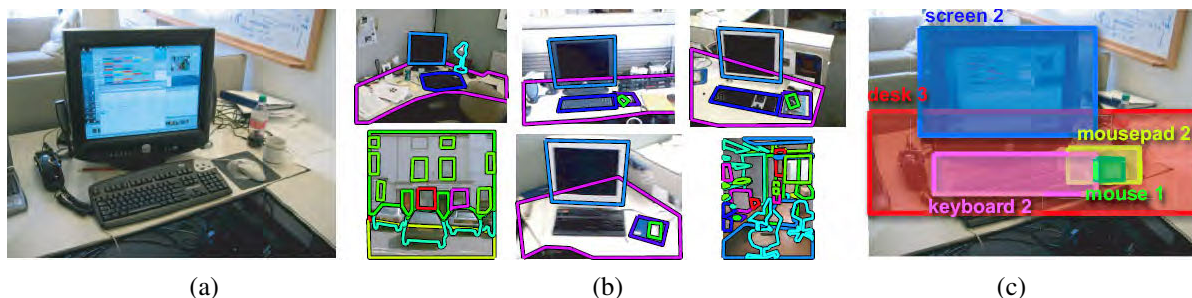 screen 2
desk 3
mousepad 2
mouse 1
keyboard 2
(a)
(b)
(c)